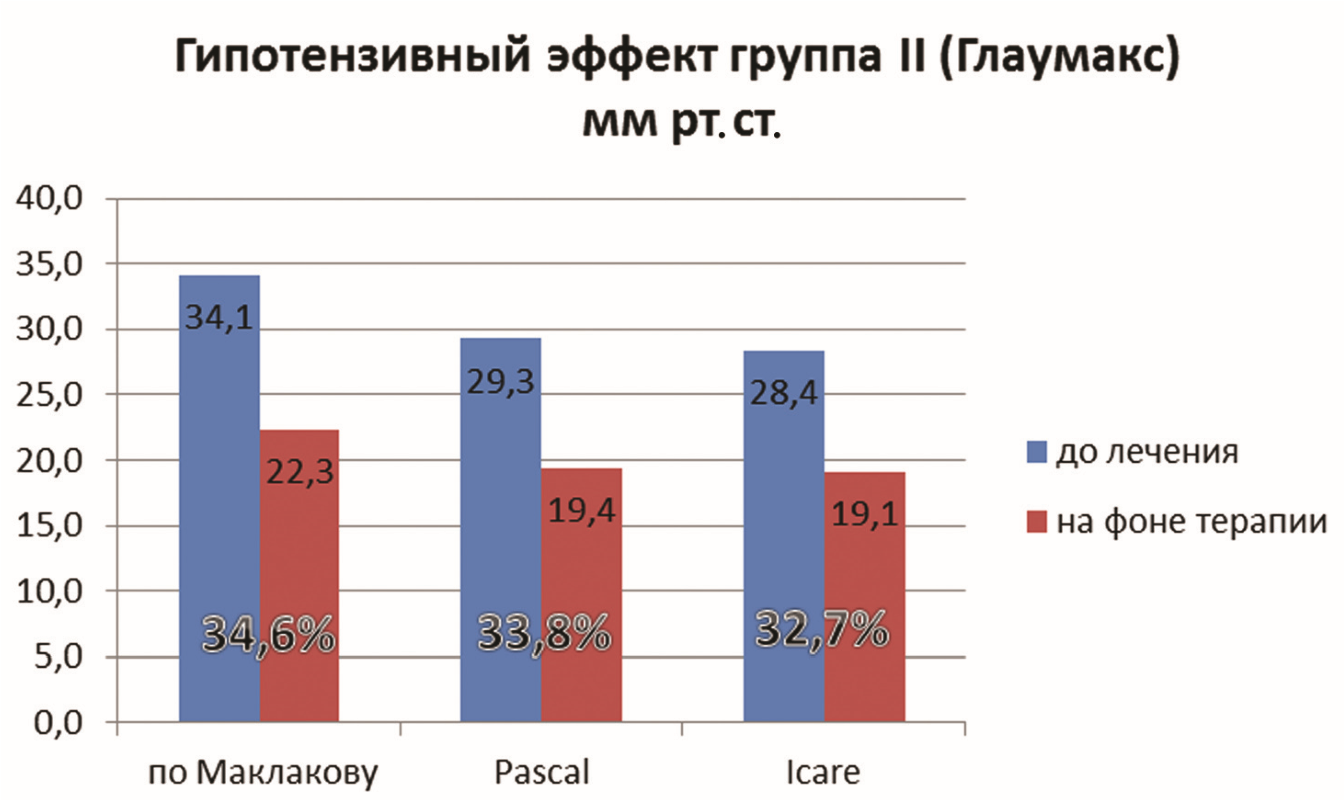 Гипотензивный эффект группа II (Глаумакс)
мм рт. ст.
40,0
35,0
30,0
25,0
20,0
15,0
10,0
5,0
0,0
34,1
22,3
34,6%
29,3
19,4
33,8%
28,4
19,1
32,7%
по Маклакову
Pascal
Icare
до лечения
на фоне терапии